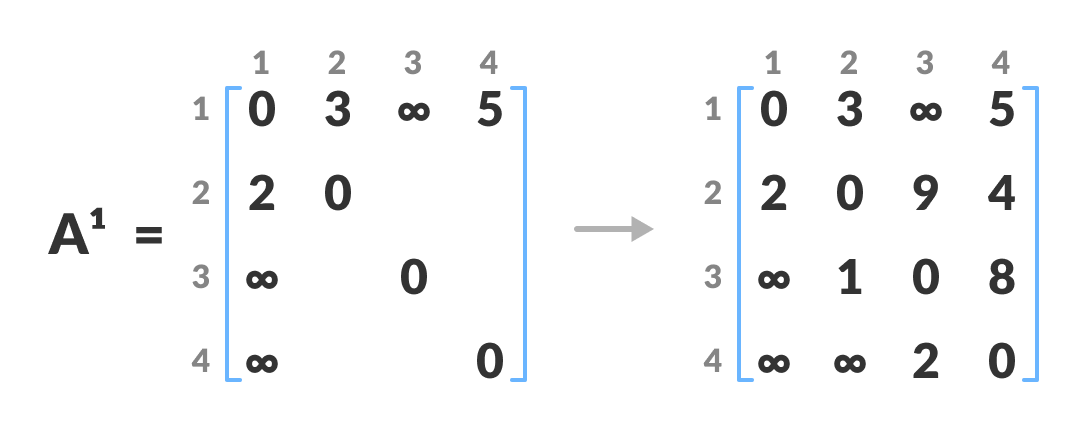 1 2 3 4 1 2 3 4
1 0 3 ∞ 5 1 0 3 ∞ 5
2 2 0 2 2 0 9 4
A¹ =
3 ∞ 0 3 ∞ 1 0 8
4 ∞ 0 4 ∞ ∞ 2 0